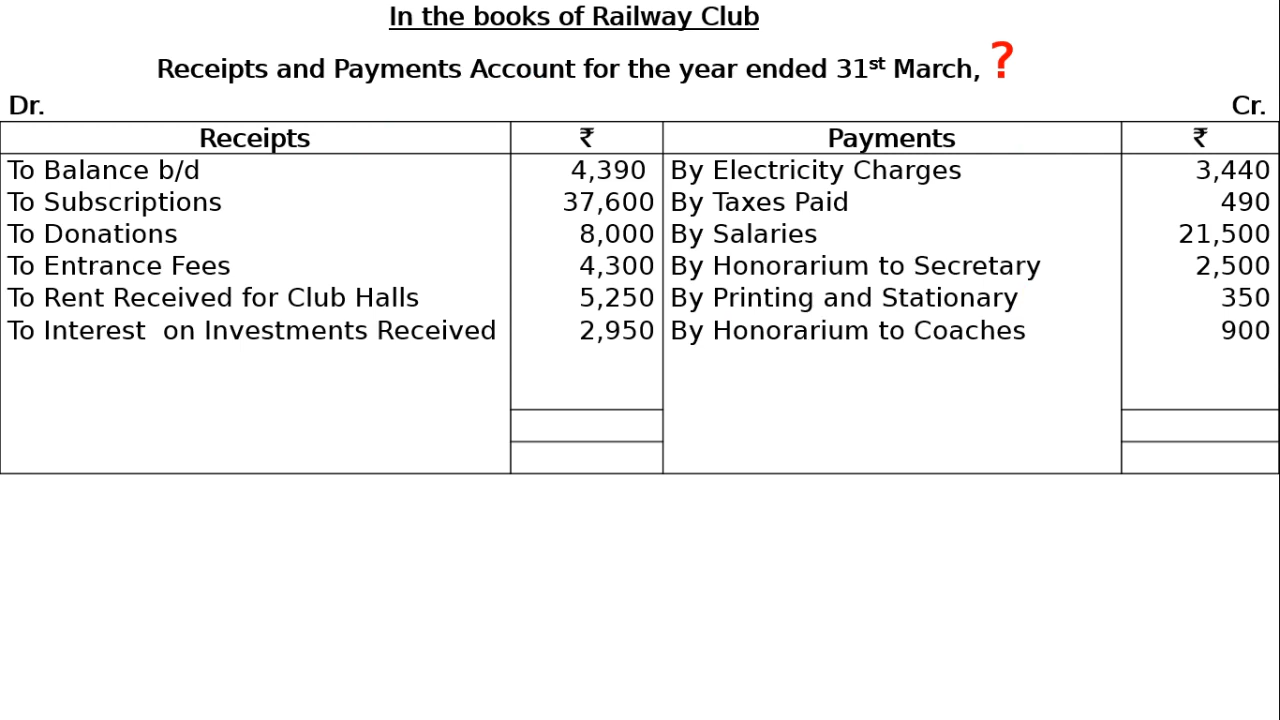 In the books of Railway Club
Receipts and Payments Account for the year ended 31st March, ?
Dr. Cr.
Receipts ₹ Payments ₹
To Balance b/d 4,390 By Electricity Charges 3,440
To Subscriptions 37,600 By Taxes Paid 490
To Donations 8,000 By Salaries 21,500
To Entrance Fees 4,300 By Honorarium to Secretary 2,500
To Rent Received for Club Halls 5,250 By Printing and Stationary 350
To Interest  on Investments Received 2,950 By Honorarium to Coaches 900